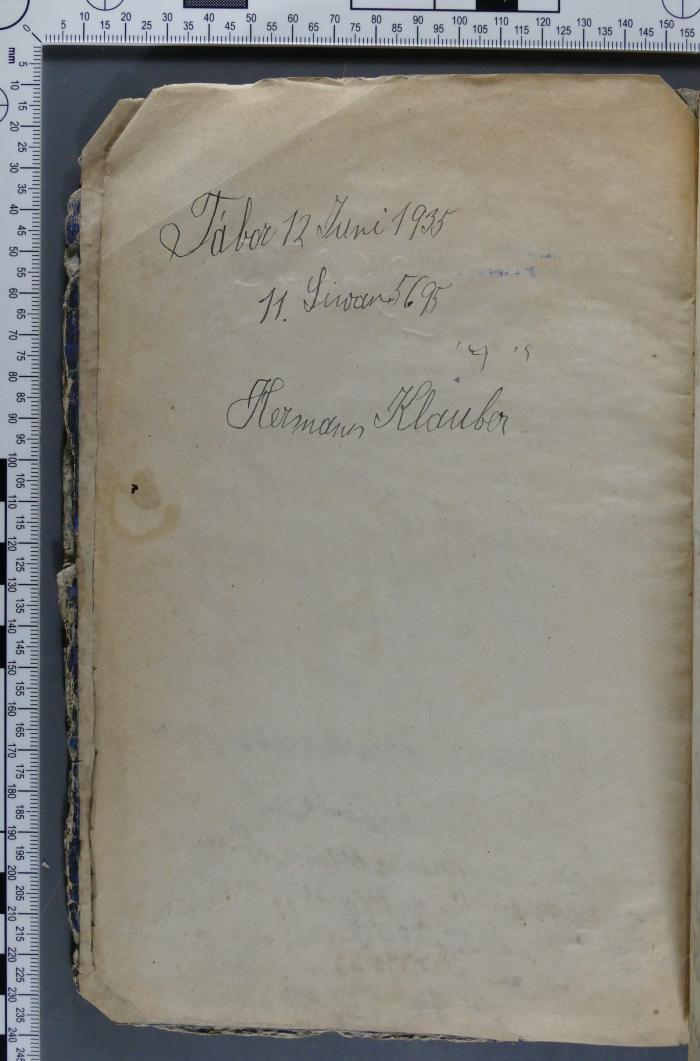 Tábor 12 Juni 1935
11. Siwan 5695
Hermann Klauber